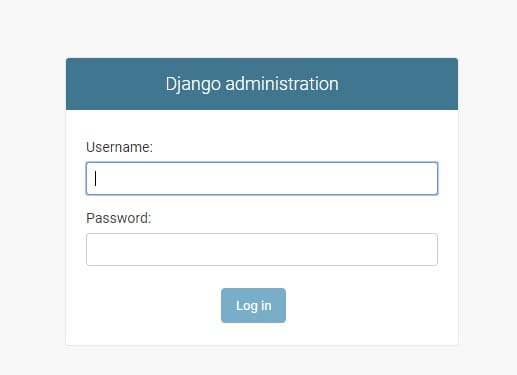 Django administration
Username:
Password:
Log in